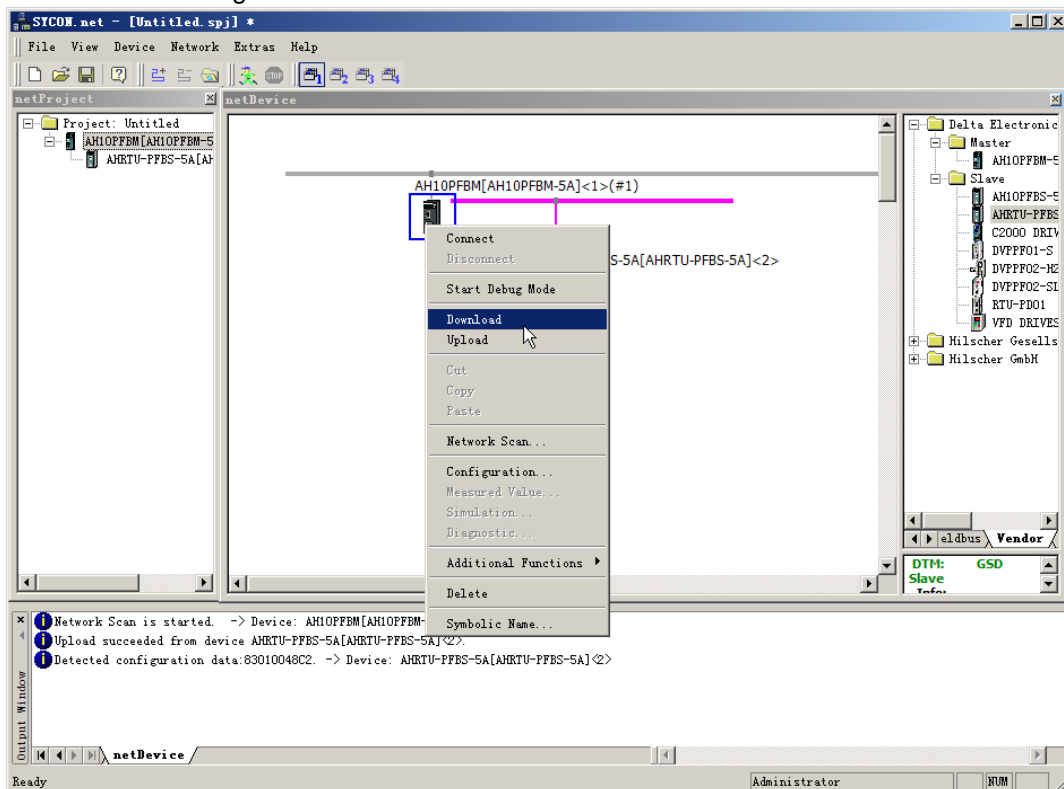 SYCON.net - [Untitled.spj] *
File View Device Network Extras Help
netProject
netDevice
Project: Untitled
AH10PFBM[AH10PFBM-5
AHRTU-PFBS-5A[AH
AH10PFBM[AH10PFBM-5A]<1>(#1)
S-5A[AHRTU-PFBS-5A]<2>
Connect
Disconnect
Start Debug Mode
Download
Upload
Cut
Copy
Paste
Network Scan...
Configuration...
Measured Value...
Simulation...
Diagnostic...
Additional Functions
Delete
Symbolic Name...
Delta Electronic
Master
AH10PFBM-5
Slave
AH10PFBS-5
AHRTU-PFBS
C2000 DRIV
DVPPF01-S
DVPPF02-H2
DVPPF02-SL
RTU-PD01
VFD DRIVES
Hilscher Gesells
Hilscher GmbH
eldbus Vendor
DTM: GSD
Slave
Network Scan is started. -> Device: AH10PFBM[AH10PFBM-
Upload succeeded from device AHRTU-PFBS-5A[AHRTU-PFBS-5A]<2>.
Detected configuration data:83010048C2. -> Device: AHRTU-PFBS-5A[AHRTU-PFBS-5A]<2>
Output Window
netDevice
Ready
Administrator
NUM